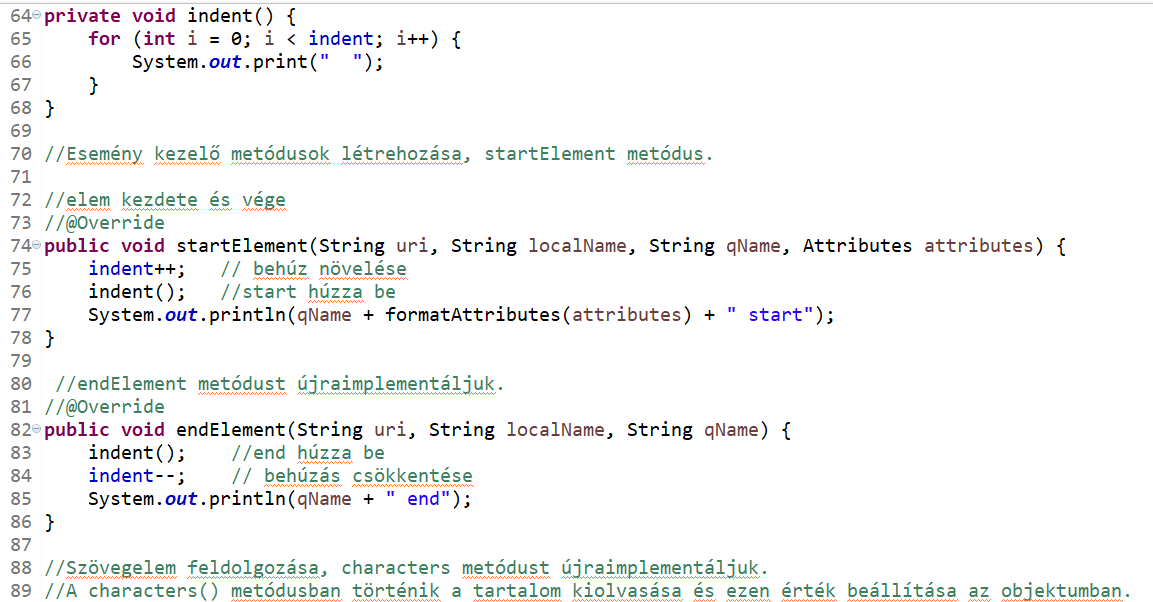 64 private void indent() {
65     for (int i = 0; i < indent; i++) {
66         System.out.print("  ");
67     }
68 }
69
70 //Esemény kezelő metódusok létrehozása, startElement metódus.
71
72 //elem kezdete és vége
73 //@Override
74 public void startElement(String uri, String localName, String qName, Attributes attributes) {
75     indent++;   // behúz növelése
76     indent();   //start húzza be
77     System.out.println(qName + formatAttributes(attributes) + " start");
78 }
79
80  //endElement metódust újraimplementáljuk.
81 //@Override
82 public void endElement(String uri, String localName, String qName) {
83     indent();    //end húzza be
84     indent--;    // behúzás csökkentése
85     System.out.println(qName + " end");
86 }
87
88 //Szövegelem feldolgozása, characters metódust újraimplementáljuk.
89 //A characters() metódusban történik a tartalom kiolvasása és ezen érték beállítása az objektumban.